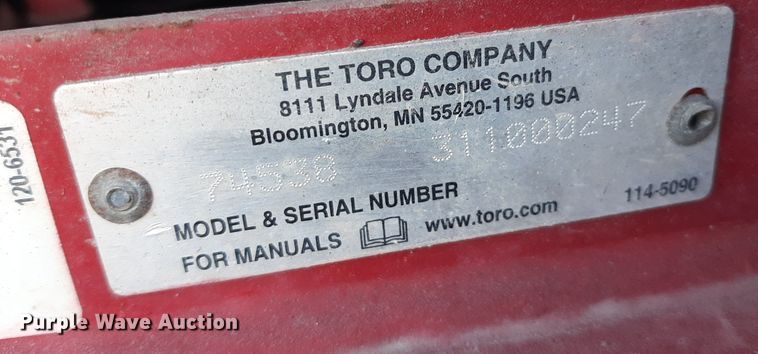 THE TORO COMPANY
8111 Lyndale Avenue South
Bloomington, MN 55420-1196 USA
74538 311000247
MODEL & SERIAL NUMBER
FOR MANUALS www.toro.com
114-5090
120-6531
Purple Wave Auction